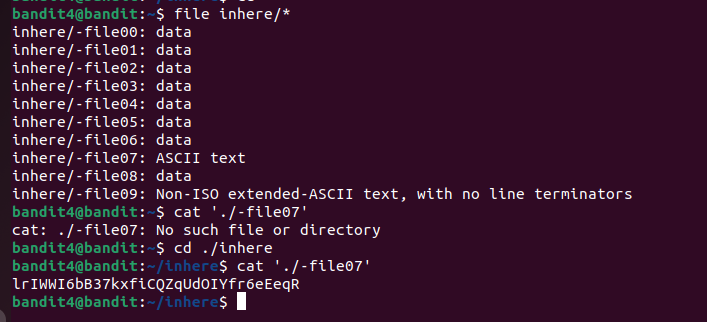 bandit4@bandit:~$ file inhere/*
inhere/-file00: data
inhere/-file01: data
inhere/-file02: data
inhere/-file03: data
inhere/-file04: data
inhere/-file05: data
inhere/-file06: data
inhere/-file07: ASCII text
inhere/-file08: data
inhere/-file09: Non-ISO extended-ASCII text, with no line terminators
bandit4@bandit:~$ cat './-file07'
cat: ./-file07: No such file or directory
bandit4@bandit:~$ cd ./inhere
bandit4@bandit:~/inhere$ cat './-file07'
lrIWWI6bB37kxfiCQZqUdOIYfr6eEeqR
bandit4@bandit:~/inhere$